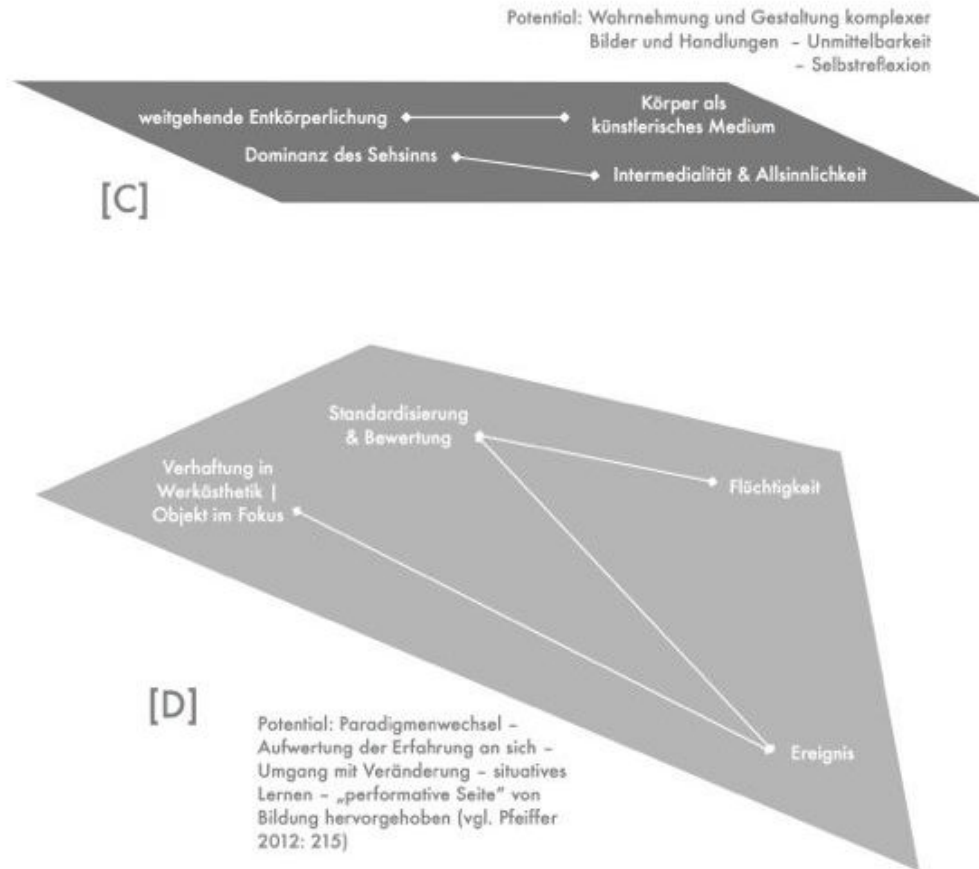 Potential: Wahrnehmung und Gestaltung komplexer
Bilder und Handlungen – Unmittelbarkeit
– Selbstreflexion
weitgehende Entkörperlichung
Körper als
künstlerisches Medium
Dominanz des Sehsinns
Intermedialität & Allsinnlichkeit
[C]
Standardisierung
& Bewertung
Flüchtigkeit
Verhaftung in
Werkästhetik |
Objekt im Fokus
[D]
Ereignis
Potential: Paradigmenwechsel –
Aufwertung der Erfahrung an sich –
Umgang mit Veränderung – situatives
Lernen – „performative Seite" von
Bildung hervorgehoben (vgl. Pfeiffer
2012: 215)